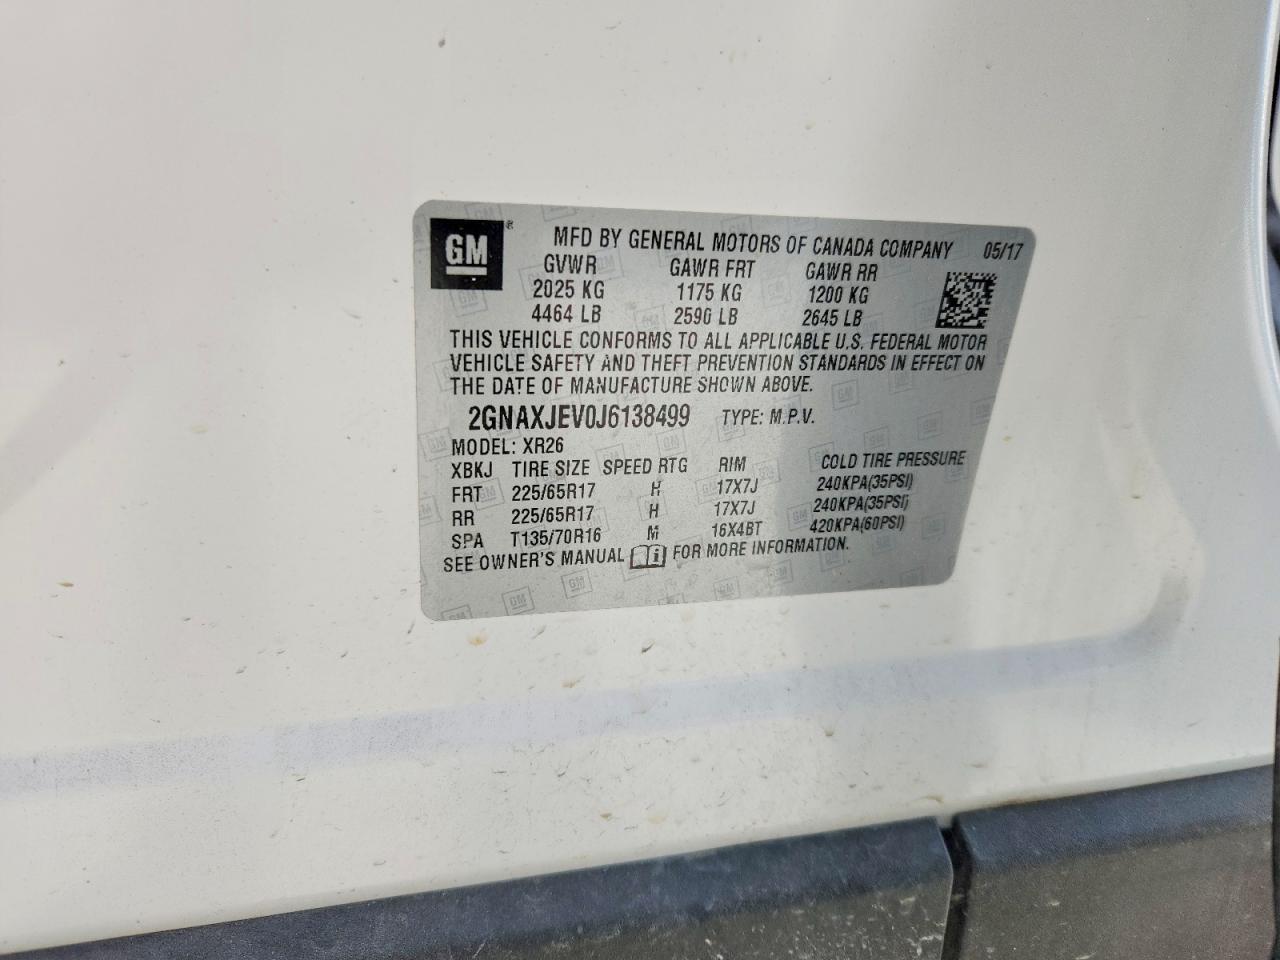 GM ® MFD BY GENERAL MOTORS OF CANADA COMPANY 05/17
GVWR GAWR FRT GAWR RR
2025 KG 1175 KG 1200 KG
4464 LB 2590 LB 2645 LB
THIS VEHICLE CONFORMS TO ALL APPLICABLE U.S. FEDERAL MOTOR
VEHICLE SAFETY AND THEFT PREVENTION STANDARDS IN EFFECT ON
THE DATE OF MANUFACTURE SHOWN ABOVE.
2GNAXJEV0J6138499 TYPE: M.P.V.
MODEL: XR26
XBKJ TIRE SIZE SPEED RTG RIM COLD TIRE PRESSURE
FRT 225/65R17 H 17X7J 240KPA(35PSI)
RR 225/65R17 H 17X7J 240KPA(35PSI)
SPA T135/70R16 M 16X4BT 420KPA(60PSI)
SEE OWNER'S MANUAL FOR MORE INFORMATION.